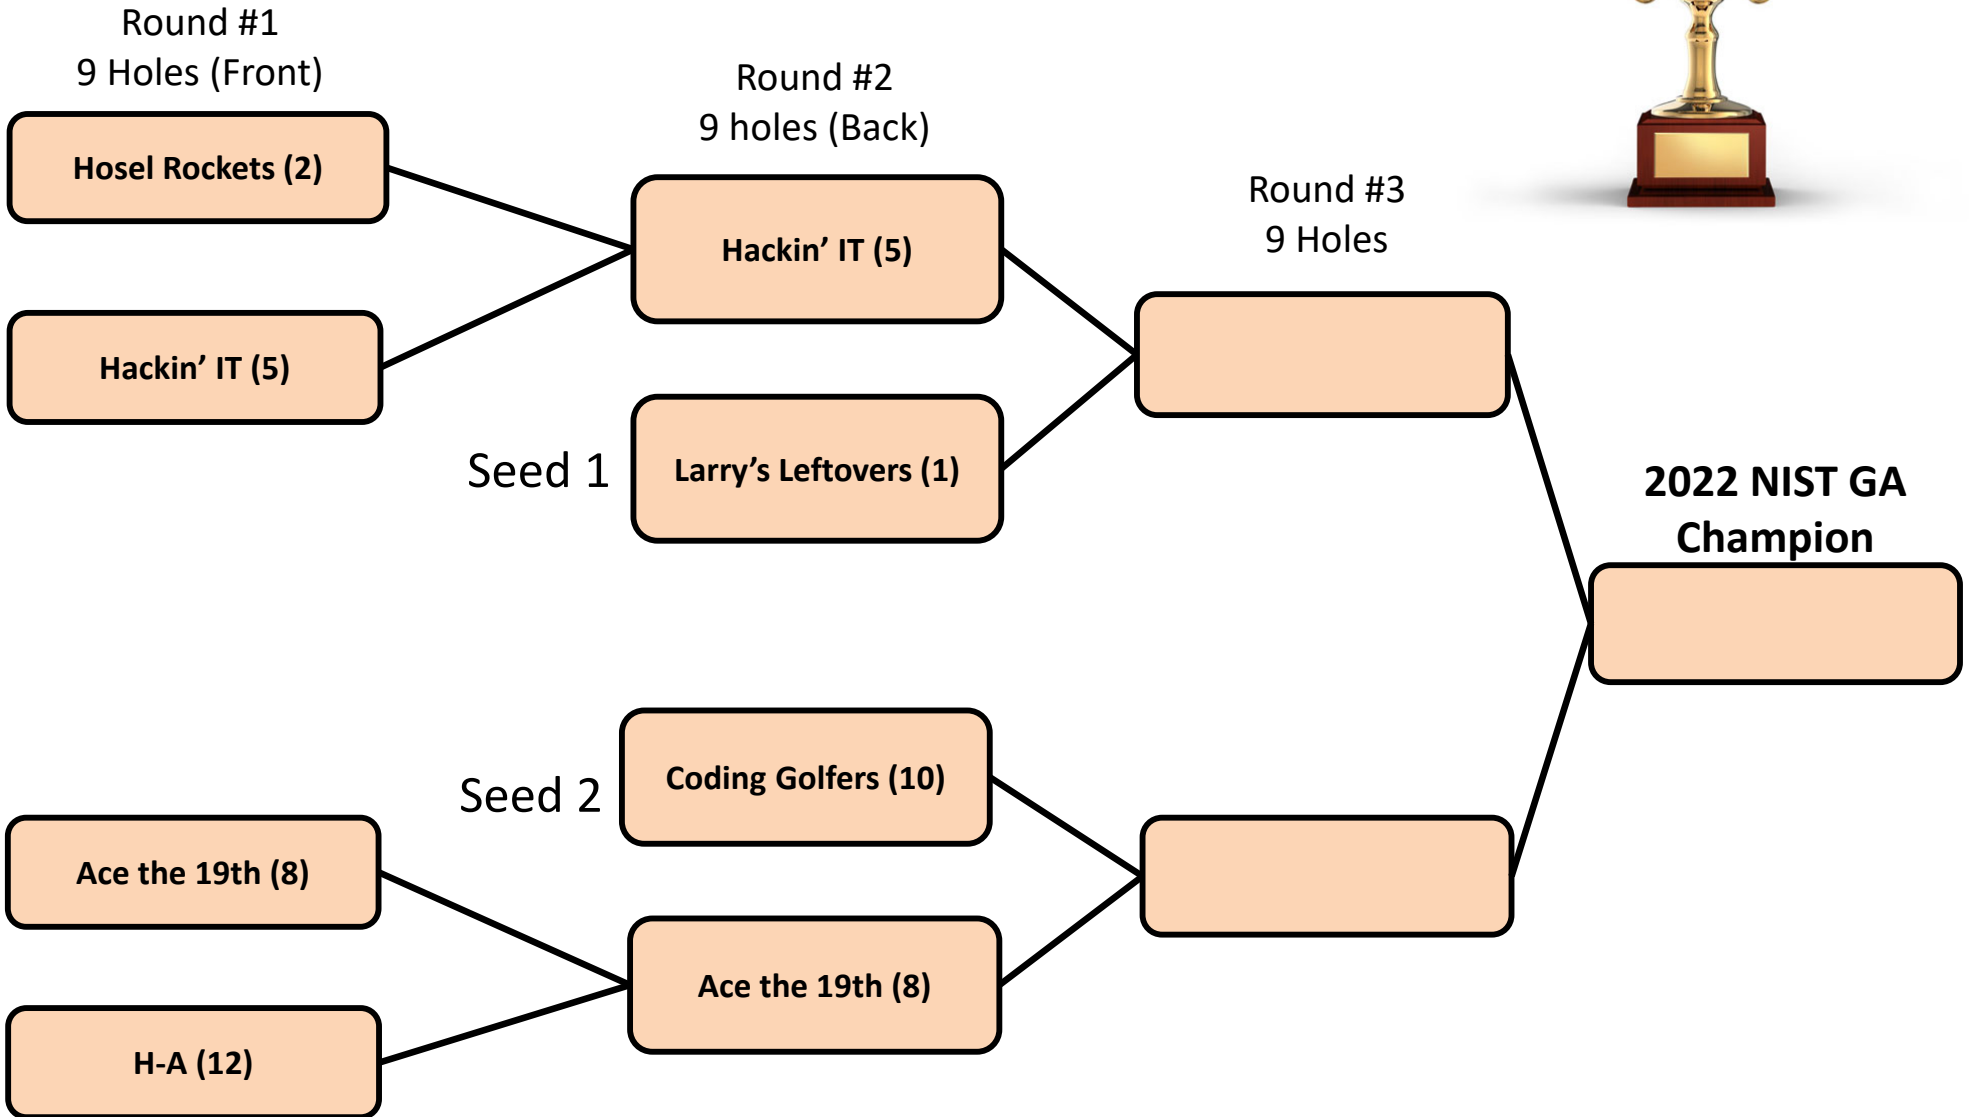 Round #1
9 Holes (Front)
Round #2
9 holes (Back)
Round #3
9 Holes
Hosel Rockets (2)
Hackin’ IT (5)
Hackin’ IT (5)
Seed 1
Larry’s Leftovers (1)
2022 NIST GA
Champion
Seed 2
Coding Golfers (10)
Ace the 19th (8)
Ace the 19th (8)
H-A (12)